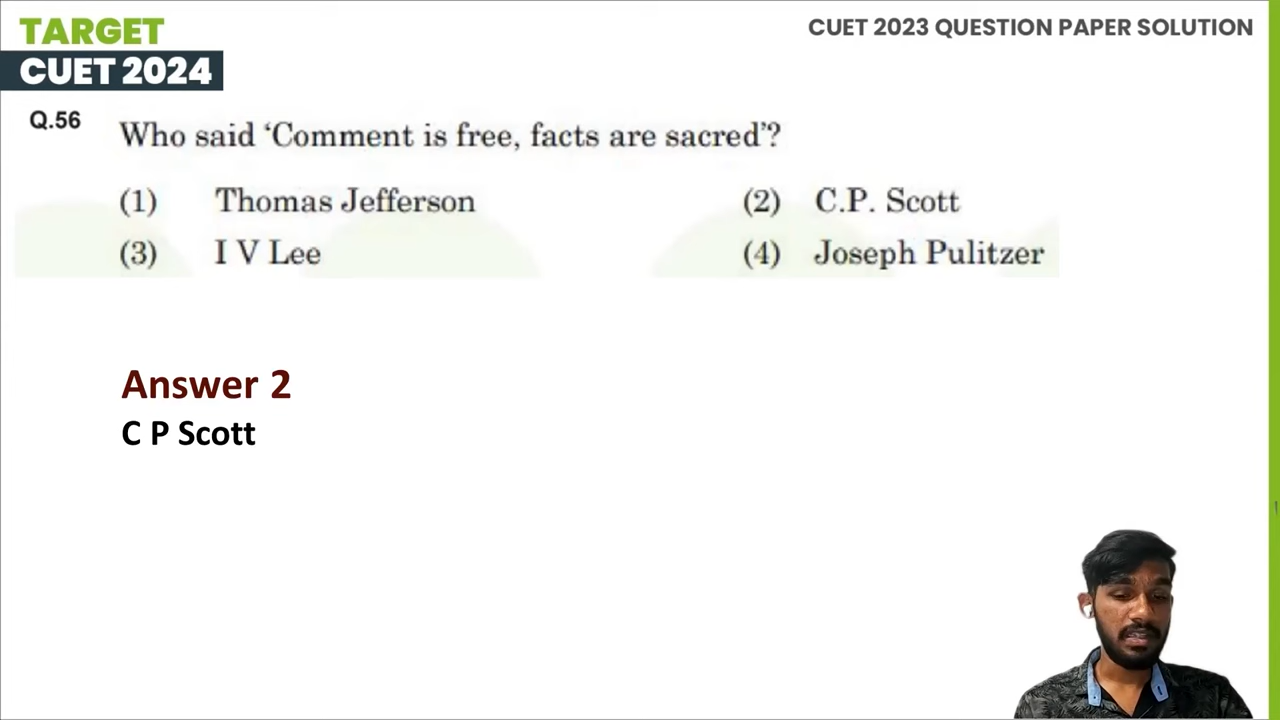 TARGET
CUET 2024
CUET 2023 QUESTION PAPER SOLUTION
Q.56 Who said ‘Comment is free, facts are sacred’?
(1) Thomas Jefferson (2) C.P. Scott
(3) I V Lee (4) Joseph Pulitzer
Answer 2
C P Scott